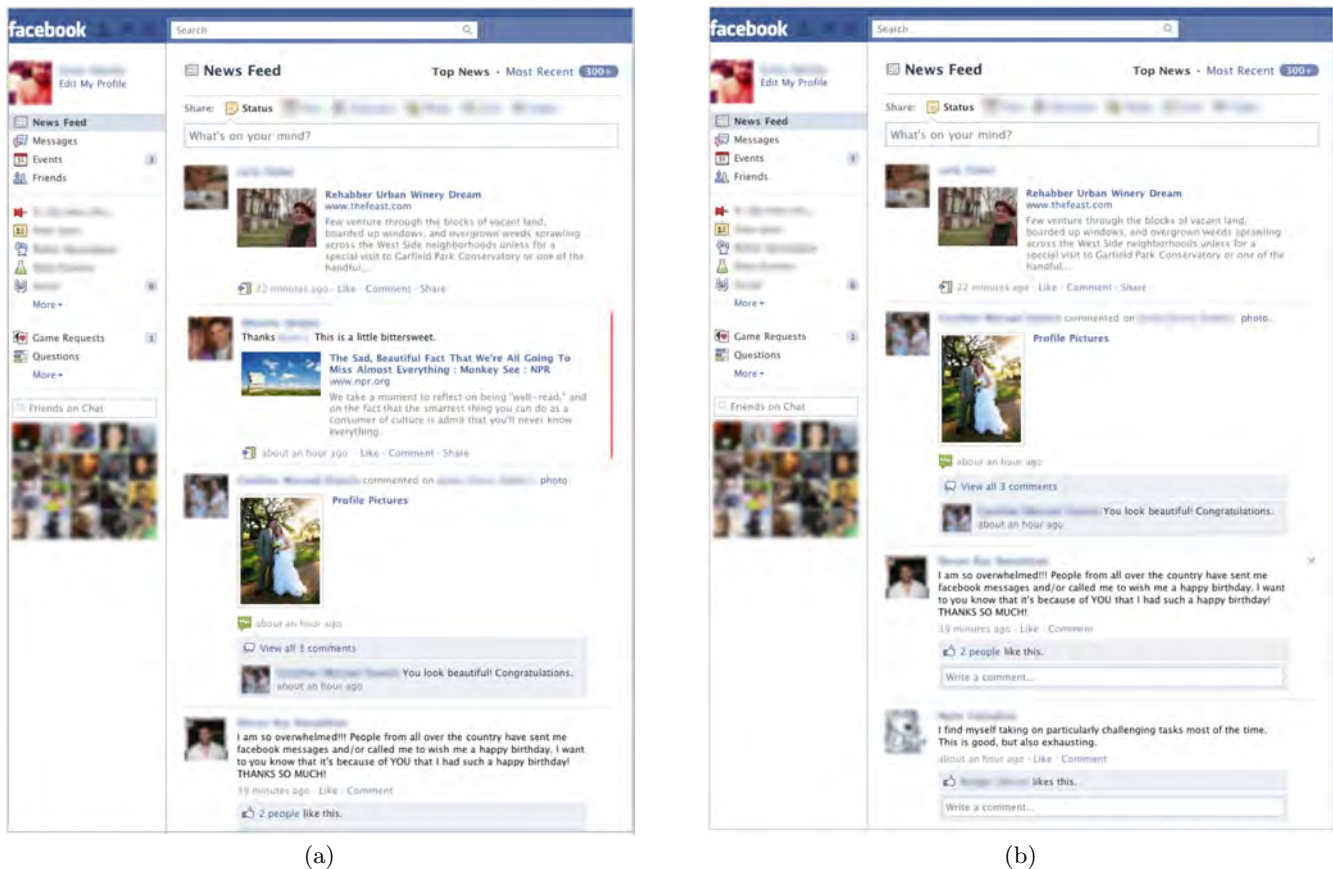 facebook
Search
Edit My Profile
News Feed
Messages
Events 3
Friends
6
More
Game Requests 1
Questions
More
Friends on Chat
News Feed
Top News · Most Recent 300+
Share: Status
What's on your mind?
Rehabber Urban Winery Dream
www.thefeast.com
Few venture through the blocks of vacant land,
boarded up windows, and overgrown weeds sprawling
across the West Side neighborhoods unless for a
special visit to Garfield Park Conservatory or one of the
handful...
22 minutes ago · Like · Comment · Share
Thanks This is a little bittersweet.
The Sad, Beautiful Fact That We're All Going To
Miss Almost Everything : Monkey See : NPR
www.npr.org
We take a moment to reflect on being "well-read," and
on the fact that the smartest thing you can do as a
consumer of culture is admit that you'll never know
everything.
about an hour ago · Like · Comment · Share
commented on photo.
Profile Pictures
about an hour ago
View all 3 comments
You look beautiful! Congratulations.
about an hour ago
I am so overwhelmed!!! People from all over the country have sent me
facebook messages and/or called me to wish me a happy birthday. I want
to you know that it's because of YOU that I had such a happy birthday!
THANKS SO MUCH!
39 minutes ago · Like · Comment
2 people like this.
(a)
facebook
Search
Edit My Profile
News Feed
Messages
Events 3
Friends
6
More
Game Requests 1
Questions
More
Friends on Chat
News Feed
Top News · Most Recent 300+
Share: Status
What's on your mind?
Rehabber Urban Winery Dream
www.thefeast.com
Few venture through the blocks of vacant land,
boarded up windows, and overgrown weeds sprawling
across the West Side neighborhoods unless for a
special visit to Garfield Park Conservatory or one of the
handful...
22 minutes ago · Like · Comment · Share
commented on photo.
Profile Pictures
about an hour ago
View all 3 comments
You look beautiful! Congratulations.
about an hour ago
I am so overwhelmed!!! People from all over the country have sent me
facebook messages and/or called me to wish me a happy birthday. I want
to you know that it's because of YOU that I had such a happy birthday!
THANKS SO MUCH!
39 minutes ago · Like · Comment
2 people like this.
Write a comment...
I find myself taking on particularly challenging tasks most of the time.
This is good, but also exhausting.
about an hour ago · Like · Comment
likes this.
Write a comment...
(b)